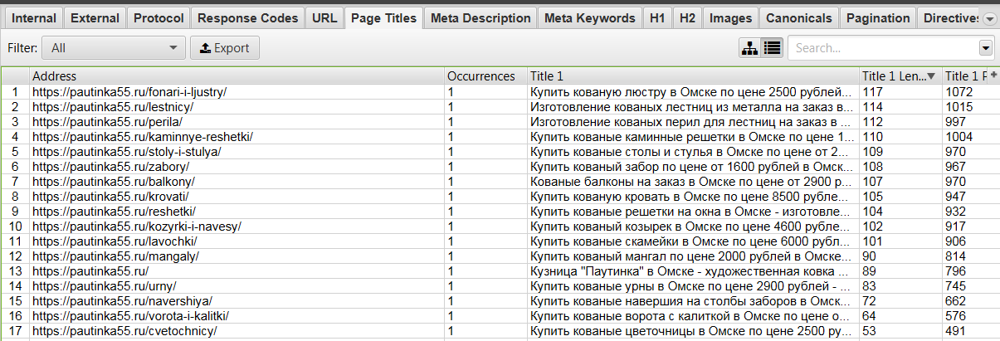 Internal External Protocol Response Codes URL Page Titles Meta Description Meta Keywords H1 H2 Images Canonicals Pagination Directives
Filter: All Export Search...
Address Occurrences Title 1 Title 1 Len... Title 1 P
1 https://pautinka55.ru/fonari-i-ljustry/ 1 Купить кованую люстру в Омске по цене 2500 рублей... 117 1072
2 https://pautinka55.ru/lestnicy/ 1 Изготовление кованых лестниц из металла на заказ в... 114 1015
3 https://pautinka55.ru/perila/ 1 Изготовление кованых перил для лестниц на заказ в ... 112 997
4 https://pautinka55.ru/kaminnye-reshetki/ 1 Купить кованые каминные решетки в Омске по цене 1... 110 1004
5 https://pautinka55.ru/stoly-i-stulya/ 1 Купить кованые столы и стулья в Омске по цене от 2... 109 970
6 https://pautinka55.ru/zabory/ 1 Купить кованый забор по цене от 1600 рублей в Омск... 108 967
7 https://pautinka55.ru/balkony/ 1 Кованые балконы на заказ в Омске по цене от 2900 р... 107 970
8 https://pautinka55.ru/krovati/ 1 Купить кованую кровать в Омске по цене 8500 рубле... 105 947
9 https://pautinka55.ru/reshetki/ 1 Купить кованые решетки на окна в Омске - изготовле... 104 932
10 https://pautinka55.ru/kozyrki-i-navesy/ 1 Купить кованый козырек в Омске по цене 4600 рубле... 102 917
11 https://pautinka55.ru/lavochki/ 1 Купить кованые скамейки в Омске по цене 6000 рубл... 101 906
12 https://pautinka55.ru/mangaly/ 1 Купить кованый мангал по цене 2000 рублей в Омске... 90 814
13 https://pautinka55.ru/ 1 Кузница "Паутинка" в Омске - художественная ковка ... 89 796
14 https://pautinka55.ru/urny/ 1 Купить кованые урны в Омске по цене 2900 рублей - ... 83 745
15 https://pautinka55.ru/navershiya/ 1 Купить кованые навершия на столбы заборов в Омск... 72 662
16 https://pautinka55.ru/vorota-i-kalitki/ 1 Купить кованые ворота с калиткой в Омске по цене о... 64 576
17 https://pautinka55.ru/cvetochnicy/ 1 Купить кованые цветочницы в Омске по цене 2500 ру... 53 491